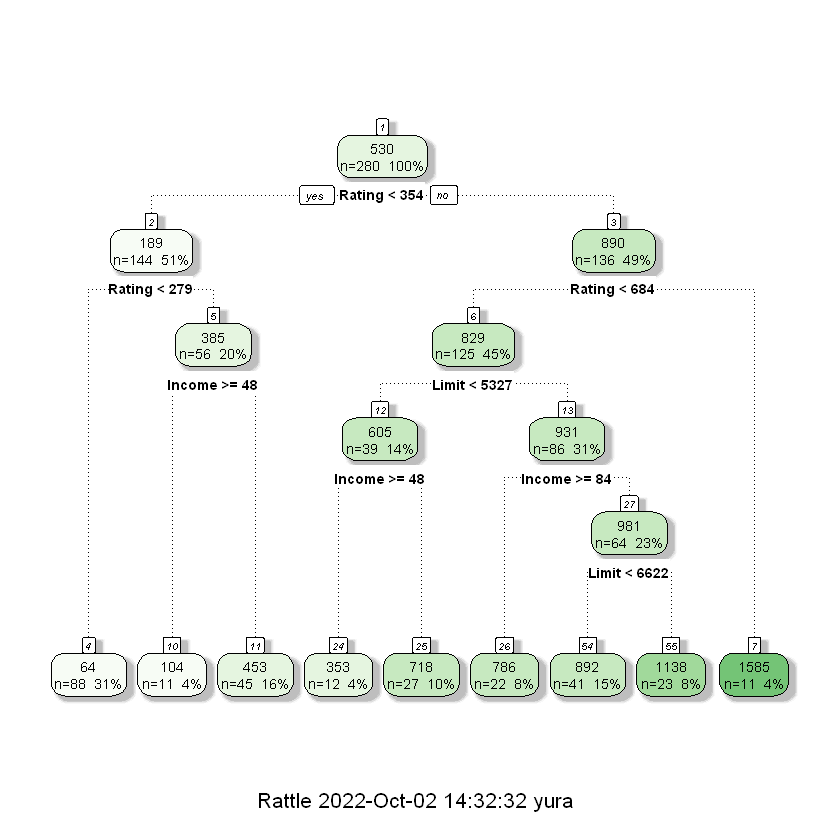 1
530
n=280 100%
yes Rating < 354 no
2 3
189 890
n=144 51% n=136 49%
Rating < 279 Rating < 684
5 6
385 829
n=56 20% n=125 45%
Income >= 48 Limit < 5327
12 13
605 931
n=39 14% n=86 31%
Income >= 48 Income >= 84
27
981
n=64 23%
Limit < 6622
4 10 11 24 25 26 54 55 7
64 104 453 353 718 786 892 1138 1585
n=88 31% n=11 4% n=45 16% n=12 4% n=27 10% n=22 8% n=41 15% n=23 8% n=11 4%
Rattle 2022-Oct-02 14:32:32 yura